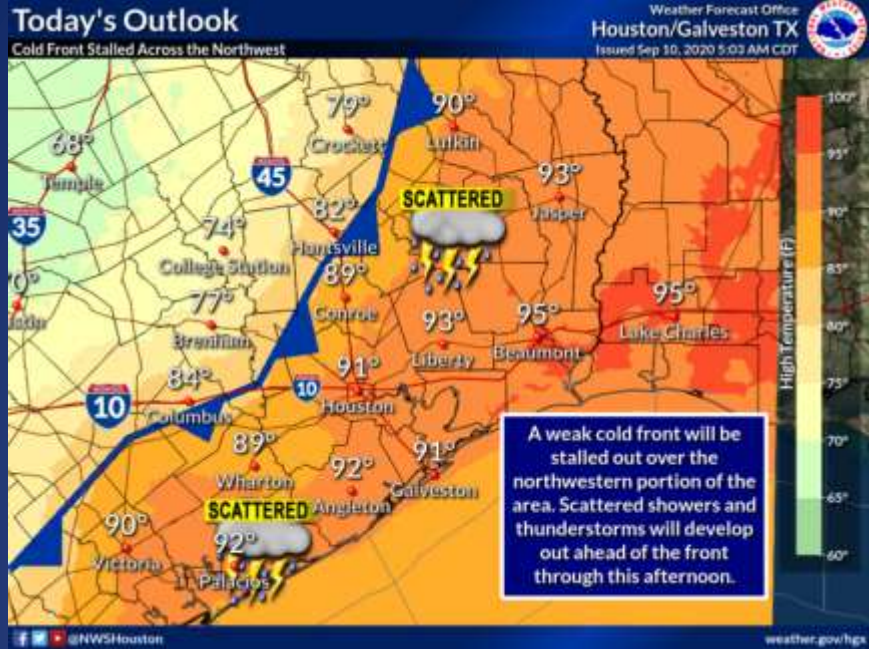 Today's Outlook
Cold Front Stalled Across the Northwest
Weather Forecast Office
Houston/Galveston TX
Issued Sep 10, 2020 5:03 AM CDT
79°
Crockett
90°
Lufkin
68°
Temple
45
93°
Jasper
SCATTERED
35
82°
Huntsville
74°
College Station
89°
Conroe
77°
Brenham
93°
Liberty
95°
Beaumont
95°
Lake Charles
84°
Columbus
10
10
91°
Houston
89°
Wharton
92°
Angleton
91°
Galveston
SCATTERED
90°
Victoria
92°
Palacios
A weak cold front will be
stalled out over the
northwestern portion of the
area. Scattered showers and
thunderstorms will develop
out ahead of the front
through this afternoon.
High Temperature (F)
100°
95°
90°
85°
80°
75°
70°
65°
60°
@NWSHouston
weather.gov/hgx